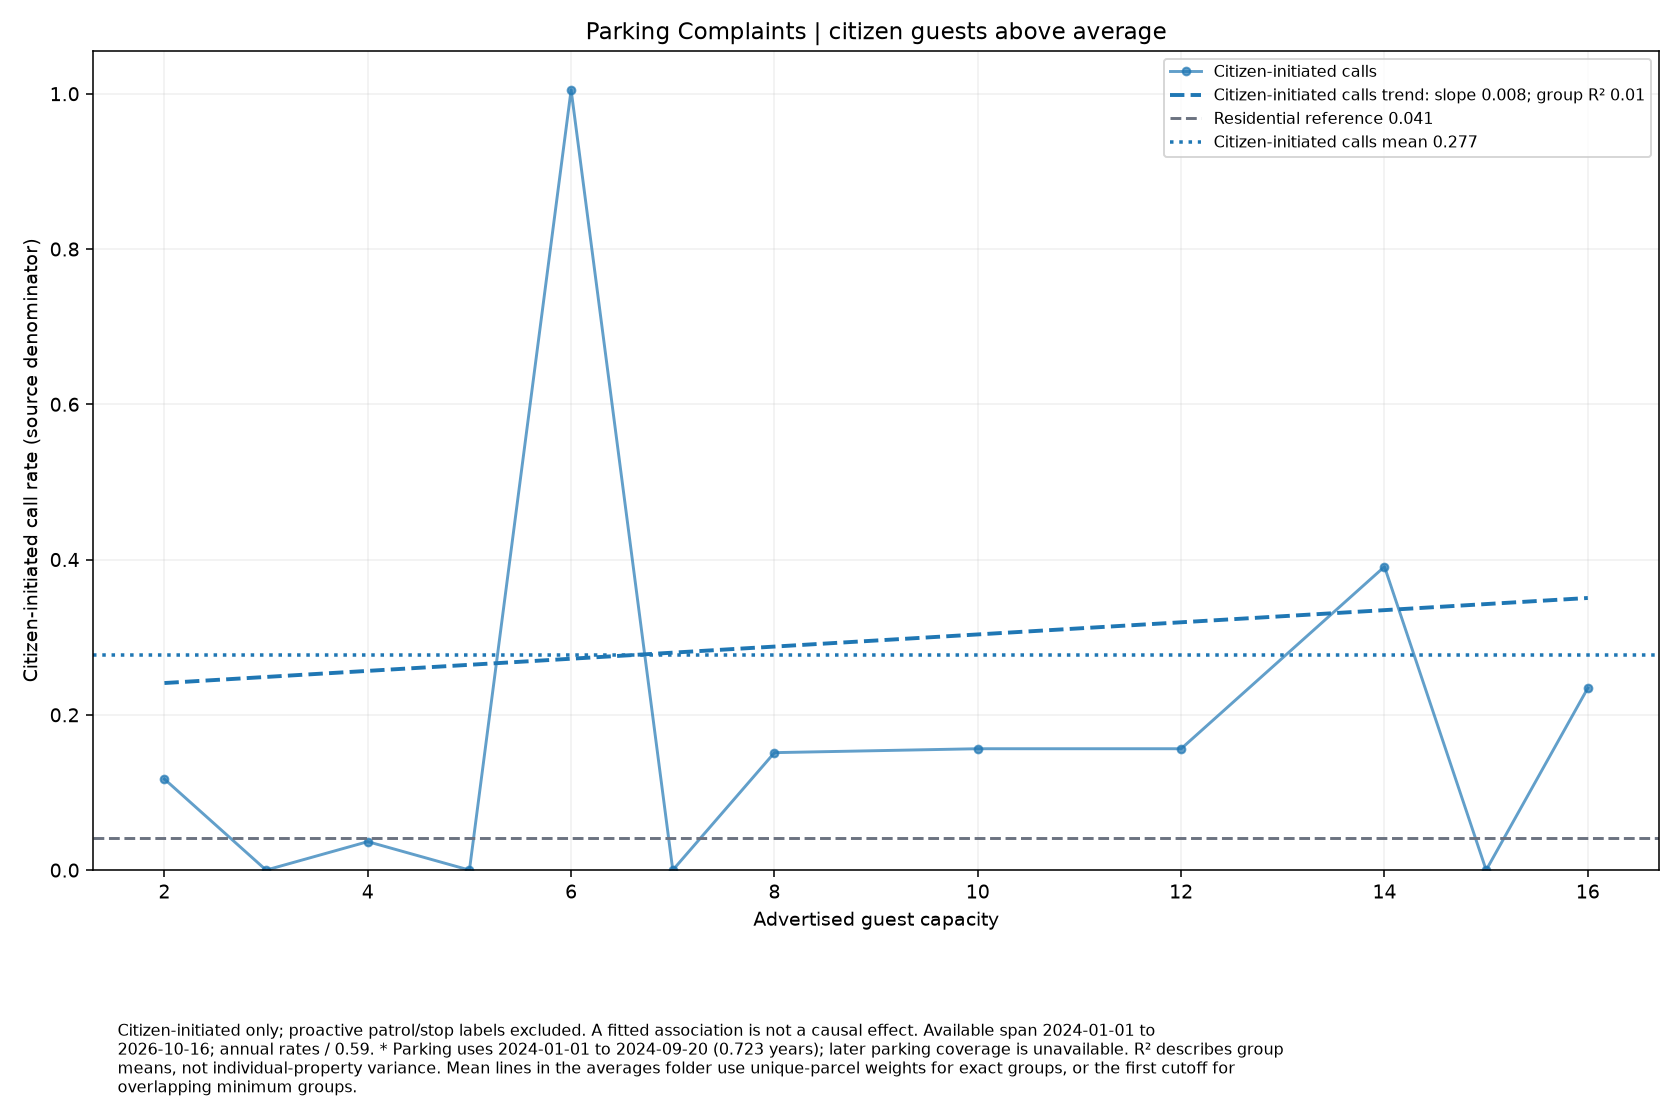 Parking Complaints | citizen guests above average
Citizen-initiated calls
Citizen-initiated calls trend: slope 0.008; group R² 0.01
Residential reference 0.041
Citizen-initiated calls mean 0.277
Citizen-initiated call rate (source denominator)
1.0
0.8
0.6
0.4
0.2
0.0
2 4 6 8 10 12 14 16
Advertised guest capacity
Citizen-initiated only; proactive patrol/stop labels excluded. A fitted association is not a causal effect. Available span 2024-01-01 to
2026-10-16; annual rates / 0.59. * Parking uses 2024-01-01 to 2024-09-20 (0.723 years); later parking coverage is unavailable. R² describes group
means, not individual-property variance. Mean lines in the averages folder use unique-parcel weights for exact groups, or the first cutoff for
overlapping minimum groups.